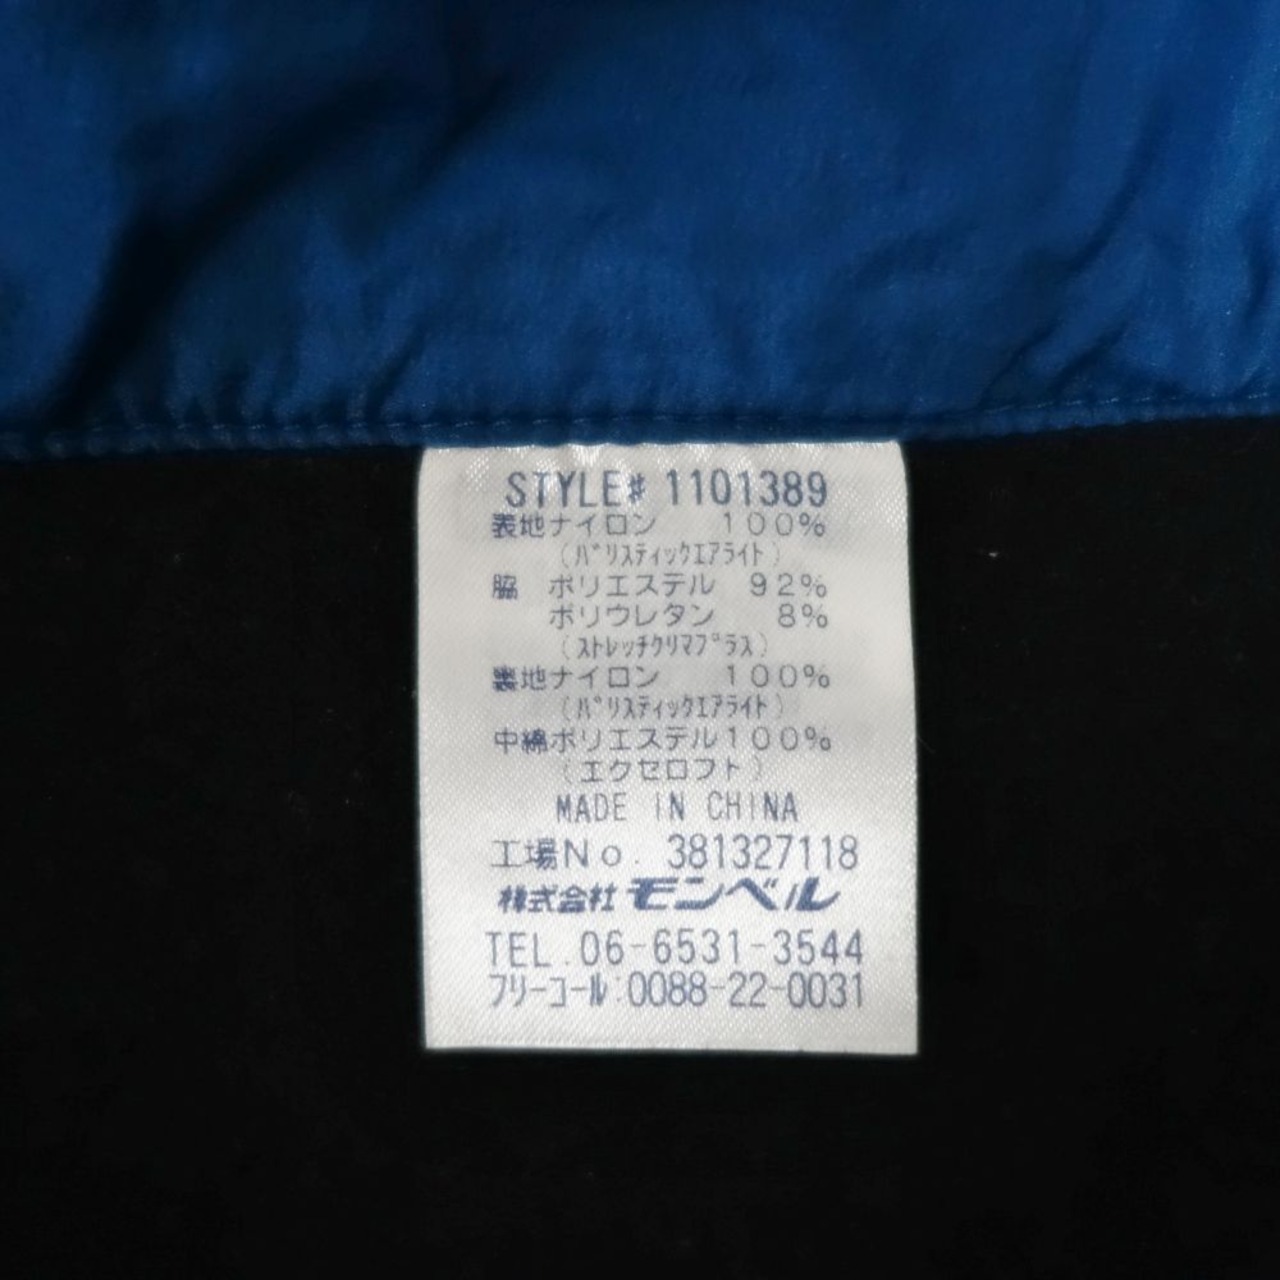 STYLE# 1101389
表地ナイロン 100%
(バリスティックエアライト)
脇 ポリエステル 92%
ポリウレタン 8%
(ストレッチクリマプラス)
裏地ナイロン 100%
(バリスティックエアライト)
中綿ポリエステル100%
(エクセロフト)
MADE IN CHINA
工場No. 381327118
株式会社モンベル
TEL.06-6531-3544
フリーコール:0088-22-0031